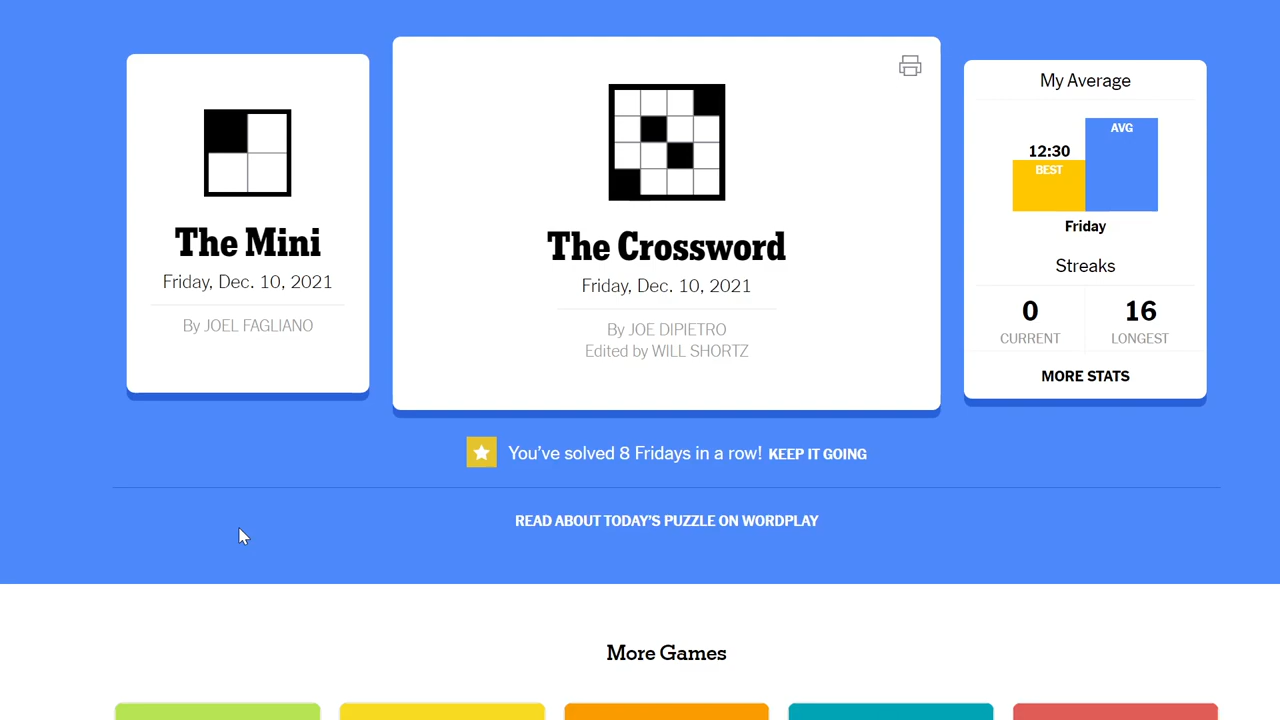 The Mini
Friday, Dec. 10, 2021
By JOEL FAGLIANO
The Crossword
Friday, Dec. 10, 2021
By JOE DIPIETRO
Edited by WILL SHORTZ
My Average
AVG
12:30
BEST
Friday
Streaks
0
CURRENT
16
LONGEST
MORE STATS
You’ve solved 8 Fridays in a row! KEEP IT GOING
READ ABOUT TODAY’S PUZZLE ON WORDPLAY
More Games